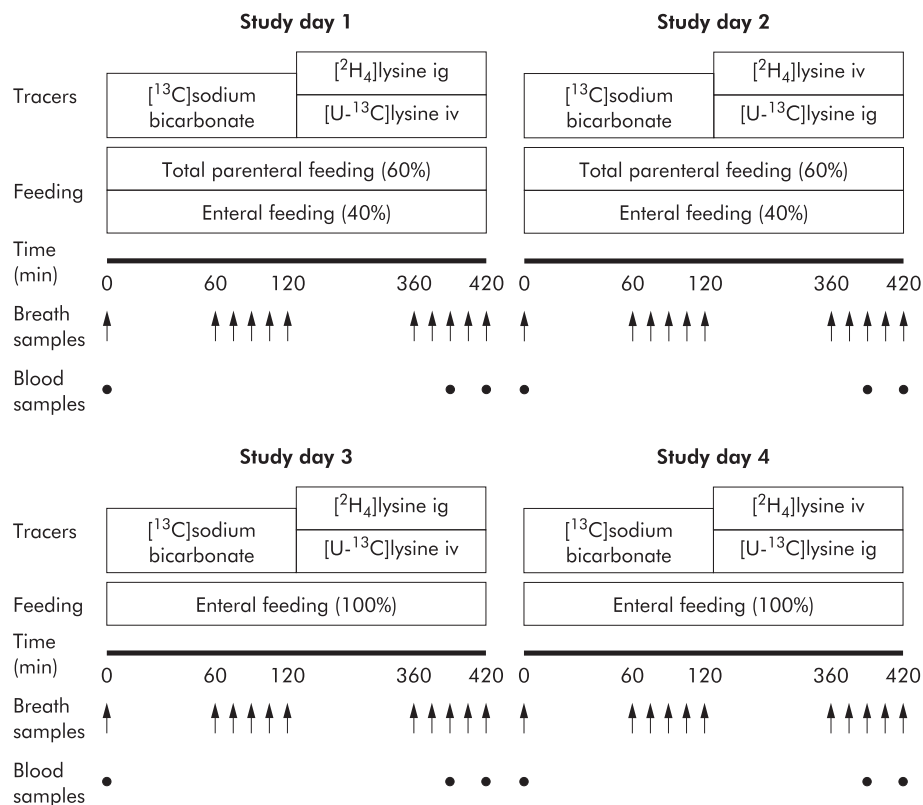 Study day 1
Study day 2
Tracers
[¹³C]sodium
bicarbonate
[²H₄]lysine ig
[U-¹³C]lysine iv
[¹³C]sodium
bicarbonate
[²H₄]lysine iv
[U-¹³C]lysine ig
Feeding
Total parenteral feeding (60%)
Enteral feeding (40%)
Total parenteral feeding (60%)
Enteral feeding (40%)
Time
(min)
0 60 120 360 420 0 60 120 360 420
Breath
samples
Blood
samples
Study day 3
Study day 4
Tracers
[¹³C]sodium
bicarbonate
[²H₄]lysine ig
[U-¹³C]lysine iv
[¹³C]sodium
bicarbonate
[²H₄]lysine iv
[U-¹³C]lysine ig
Feeding
Enteral feeding (100%)
Enteral feeding (100%)
Time
(min)
0 60 120 360 420 0 60 120 360 420
Breath
samples
Blood
samples